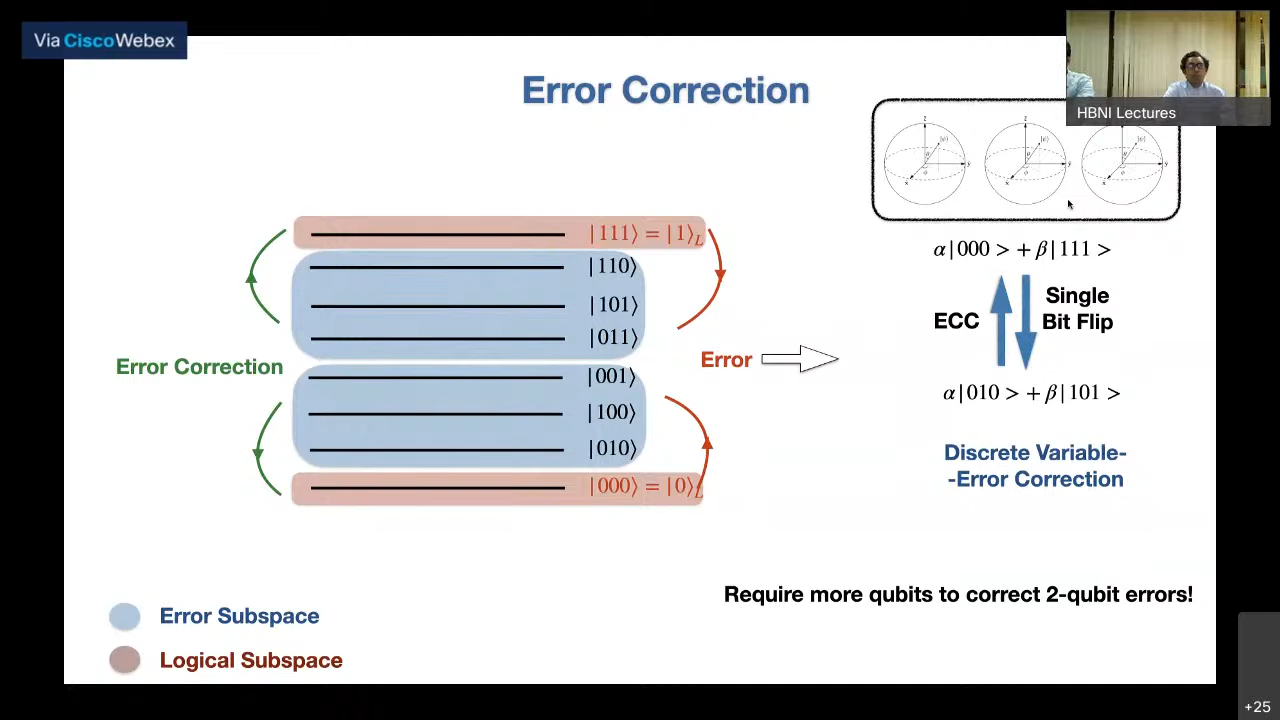 Via CiscoWebex
Error Correction
HBNI Lectures
|111⟩ = |1⟩L
|110⟩
|101⟩
|011⟩
|001⟩
|100⟩
|010⟩
|000⟩ = |0⟩L
Error Correction
Error
α|000 > + β|111 >
ECC
Single
Bit Flip
α|010 > + β|101 >
Discrete Variable-
-Error Correction
Require more qubits to correct 2-qubit errors!
Error Subspace
Logical Subspace
+25